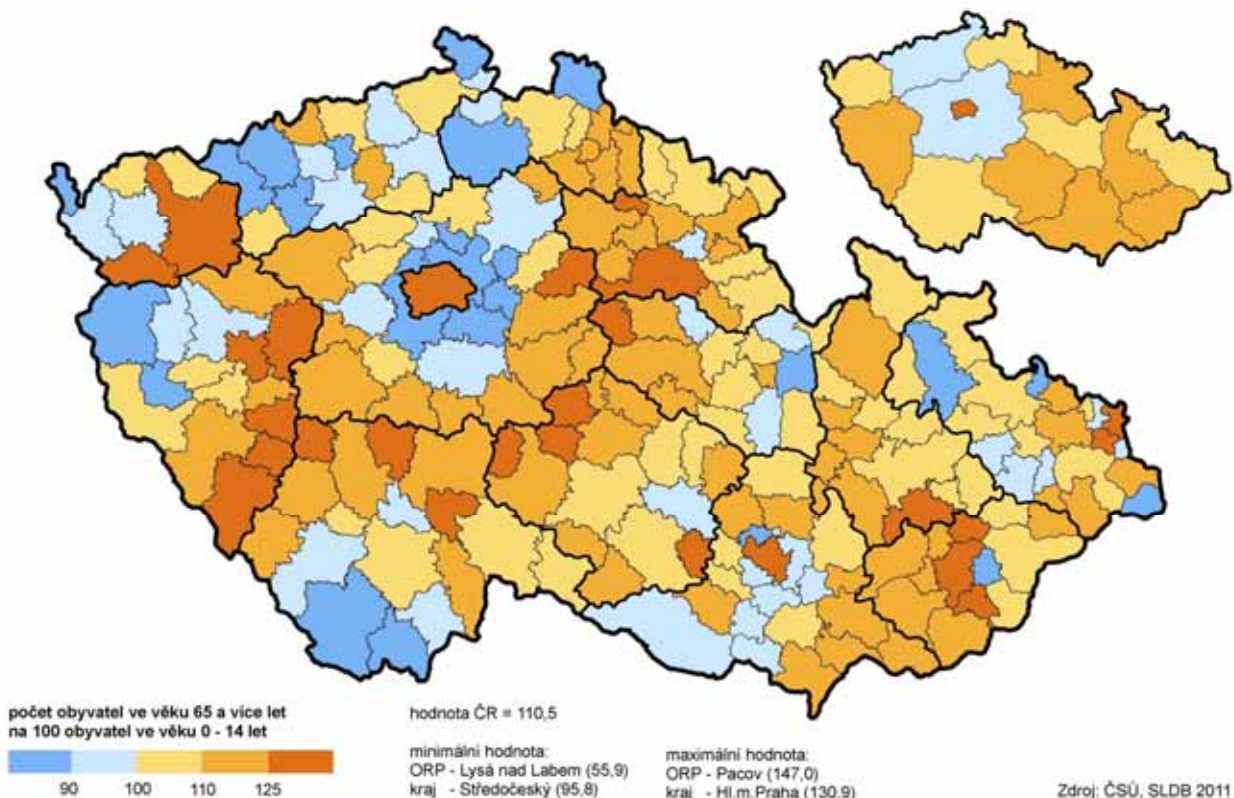 počet obyvatel ve věku 65 a více let
na 100 obyvatel ve věku 0 - 14 let
90 100 110 125
hodnota ČR = 110,5
minimální hodnota:
ORP - Lysá nad Labem (55,9)
kraj - Středočeský (95,8)
maximální hodnota:
ORP - Pacov (147,0)
kraj - Hl.m.Praha (130,9)
Zdroj: ČSÚ, SLDB 2011